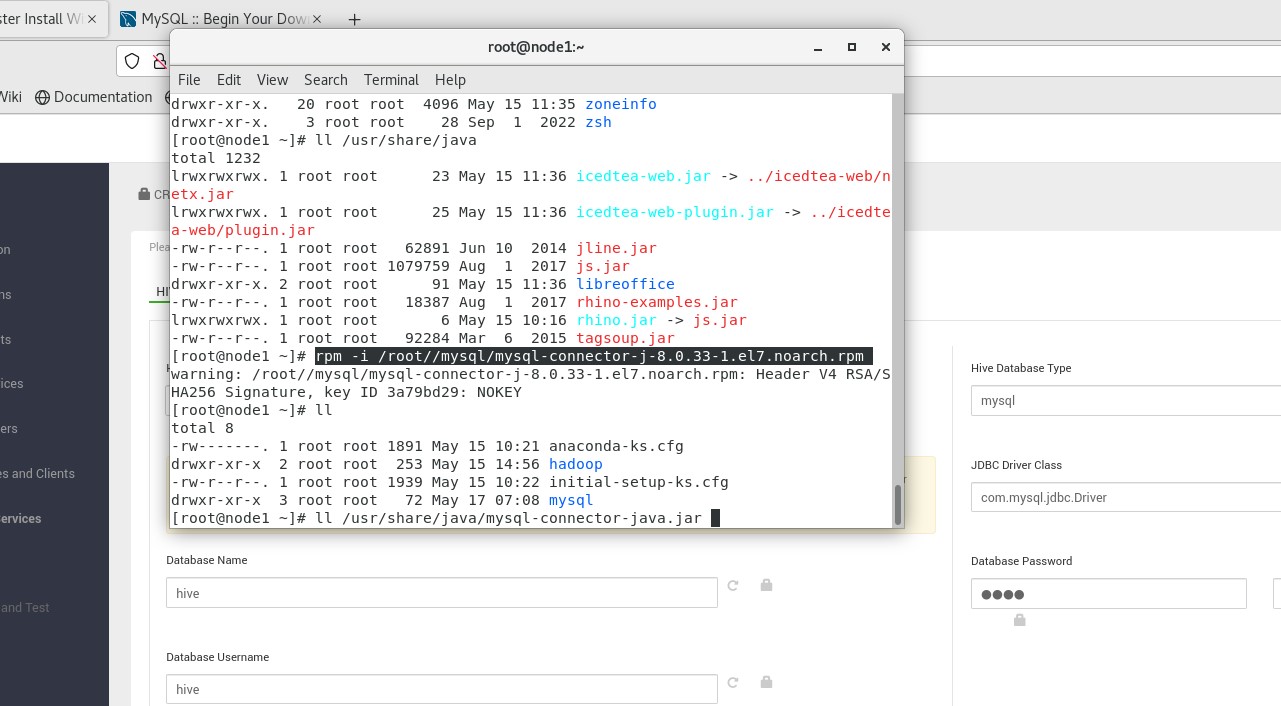 ster Install Wi
MySQL :: Begin Your Dow
root@node1:~
File Edit View Search Terminal Help
Wiki Documentation
drwxr-xr-x. 20 root root 4096 May 15 11:35 zoneinfo
drwxr-xr-x. 3 root root 28 Sep 1 2022 zsh
[root@node1 ~]# ll /usr/share/java
total 1232
lrwxrwxrwx. 1 root root 23 May 15 11:36 icedtea-web.jar -> ../icedtea-web/n
etx.jar
lrwxrwxrwx. 1 root root 25 May 15 11:36 icedtea-web-plugin.jar -> ../icedte
a-web/plugin.jar
-rw-r--r--. 1 root root 62891 Jun 10 2014 jline.jar
-rw-r--r--. 1 root root 1079759 Aug 1 2017 js.jar
drwxr-xr-x. 2 root root 91 May 15 11:36 libreoffice
-rw-r--r--. 1 root root 18387 Aug 1 2017 rhino-examples.jar
lrwxrwxrwx. 1 root root 6 May 15 10:16 rhino.jar -> js.jar
-rw-r--r--. 1 root root 92284 Mar 6 2015 tagsoup.jar
[root@node1 ~]# rpm -i /root//mysql/mysql-connector-j-8.0.33-1.el7.noarch.rpm
warning: /root//mysql/mysql-connector-j-8.0.33-1.el7.noarch.rpm: Header V4 RSA/S
HA256 Signature, key ID 3a79bd29: NOKEY
[root@node1 ~]# ll
total 8
-rw-------. 1 root root 1891 May 15 10:21 anaconda-ks.cfg
drwxr-xr-x 2 root root 253 May 15 14:56 hadoop
-rw-r--r--. 1 root root 1939 May 15 10:22 initial-setup-ks.cfg
drwxr-xr-x 3 root root 72 May 17 07:08 mysql
[root@node1 ~]# ll /usr/share/java/mysql-connector-java.jar
CR
Plea
HI
on
ns
ts
ices
ers
es and Clients
Services
and Test
Hive Database Type
mysql
JDBC Driver Class
com.mysql.jdbc.Driver
Database Name
hive
Database Password
Database Username
hive